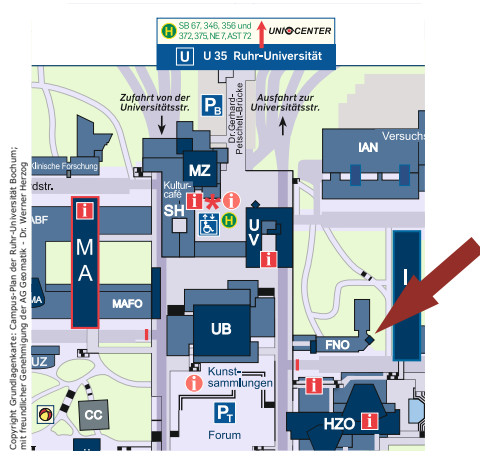 SB 67, 346, 356 und
372, 375, NE 7, AST 72
H
UNICENTER
U U 35 Ruhr-Universität
Zufahrt von der
Universitätsstr.
PB
Dr.Gerhard-
Petschelt-Brücke
Ausfahrt zur
Universitätsstr.
Versuchs
IAN
Klinische Forschung
MZ
Kultur-
café
SH
i
*
i
H
i
ABF
M
A
U
V
i
I
MA
MAFO
UB
FNO
UZ
i
Kunst-
sammlungen
i
PT
Forum
CC
HZO
i
Copyright Grundlagenkarte: Campus-Plan der Ruhr-Universität Bochum;
mit freundlicher Genehmigung der AG Geomatik - Dr. Werner Herzog